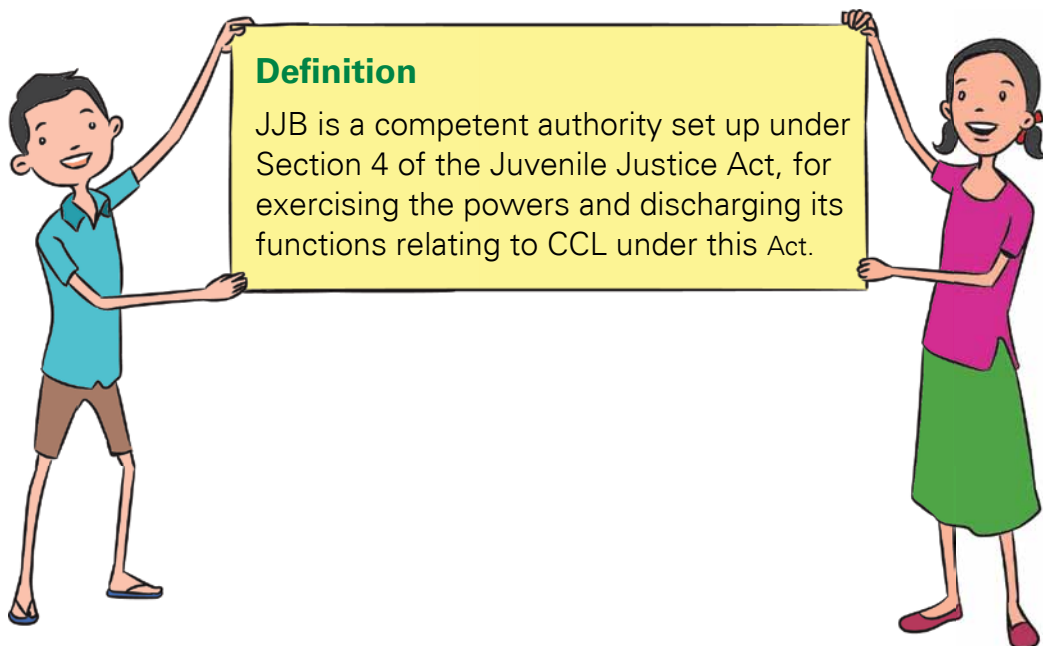 Definition
JJB is a competent authority set up under
Section 4 of the Juvenile Justice Act, for
exercising the powers and discharging its
functions relating to CCL under this Act.